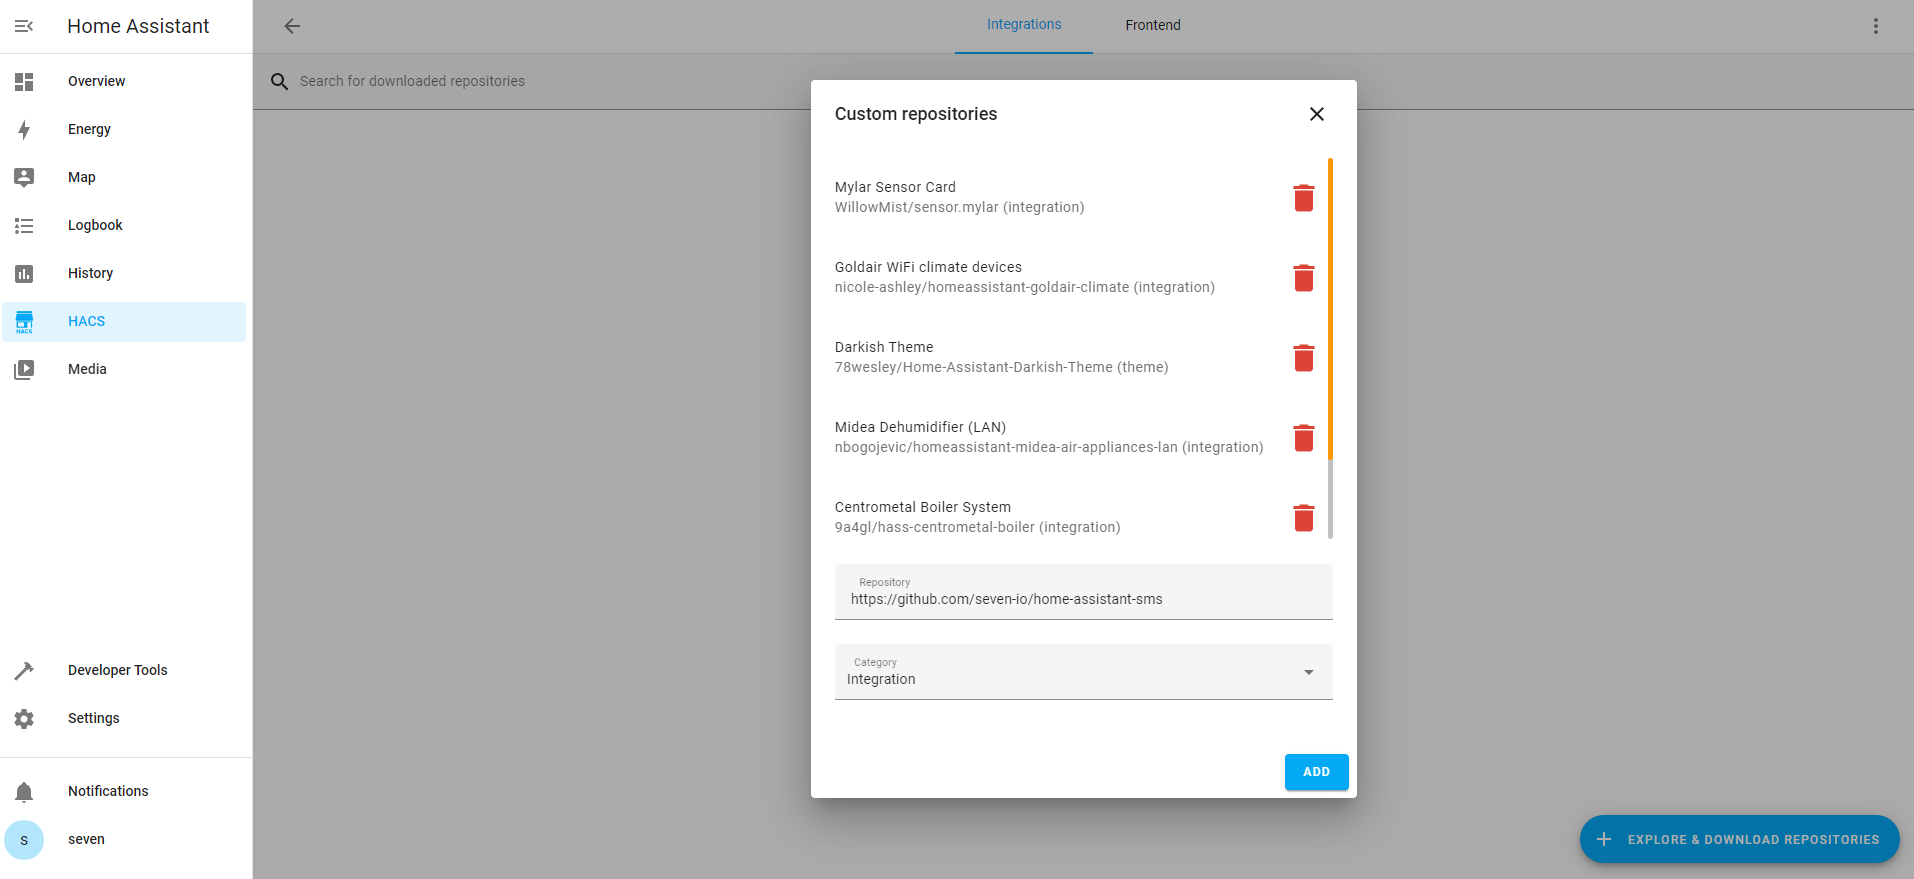 Home Assistant
Overview
Energy
Map
Logbook
History
HACS
HACS
Media
Developer Tools
Settings
Notifications
S
seven
Integrations
Frontend
Search for downloaded repositories
Custom repositories
Mylar Sensor Card
WillowMist/sensor.mylar (integration)
Goldair WiFi climate devices
nicole-ashley/homeassistant-goldair-climate (integration)
Darkish Theme
78wesley/Home-Assistant-Darkish-Theme (theme)
Midea Dehumidifier (LAN)
nbogojevic/homeassistant-midea-air-appliances-lan (integration)
Centrometal Boiler System
9a4gl/hass-centrometal-boiler (integration)
Repository
https://github.com/seven-io/home-assistant-sms
Category
Integration
ADD
EXPLORE & DOWNLOAD REPOSITORIES